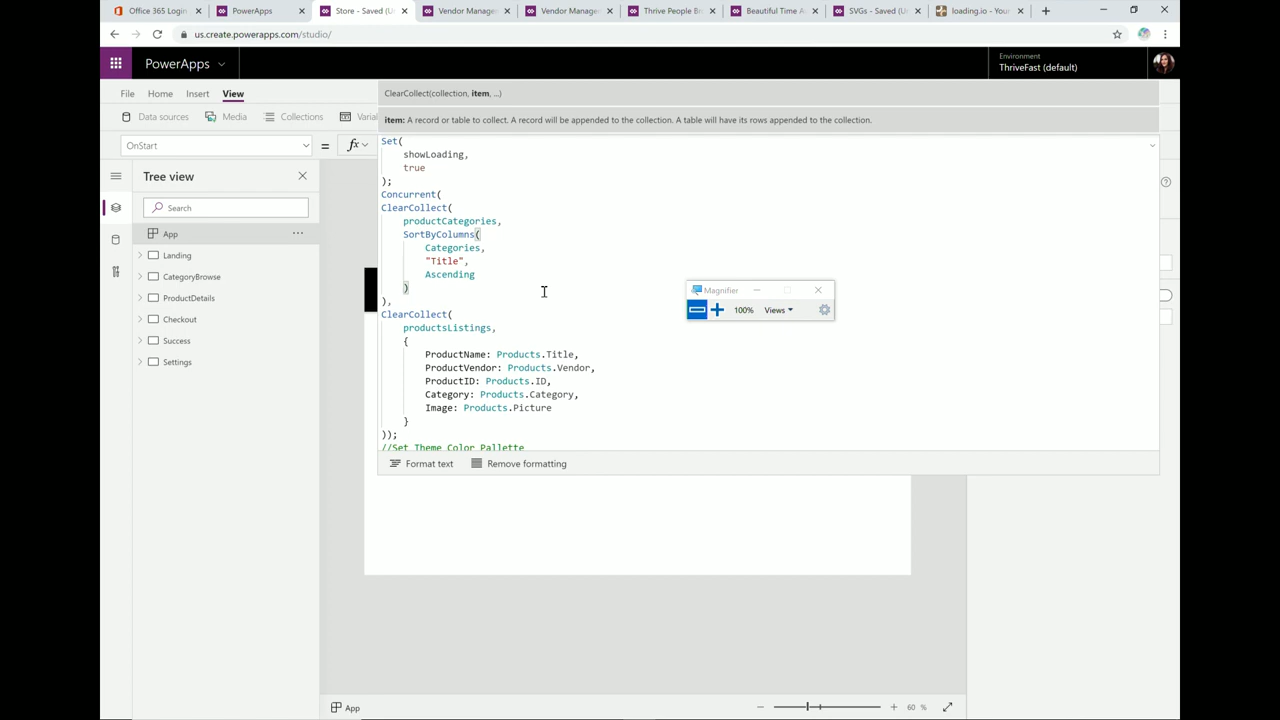 Office 365 Login
PowerApps
Store - Saved (U
Vendor Manage
Vendor Manage
Thrive People Br
Beautiful Time A
SVGs - Saved (U
loading.io - Your
us.create.powerapps.com/studio/
PowerApps
Environment
ThriveFast (default)
File Home Insert View
ClearCollect(collection, item, ...)
Data sources Media Collections Variab
item: A record or table to collect. A record will be appended to the collection. A table will have its rows appended to the collection.
OnStart = fx
Set(
showLoading,
true
);
Concurrent(
ClearCollect(
productCategories,
SortByColumns(
Categories,
"Title",
Ascending
)
),
ClearCollect(
productsListings,
{
ProductName: Products.Title,
ProductVendor: Products.Vendor,
ProductID: Products.ID,
Category: Products.Category,
Image: Products.Picture
}
));
//Set Theme Color Pallette
Format text Remove formatting
Tree view
Search
App
Landing
CategoryBrowse
ProductDetails
Checkout
Success
Settings
Magnifier
100% Views
App
60 %